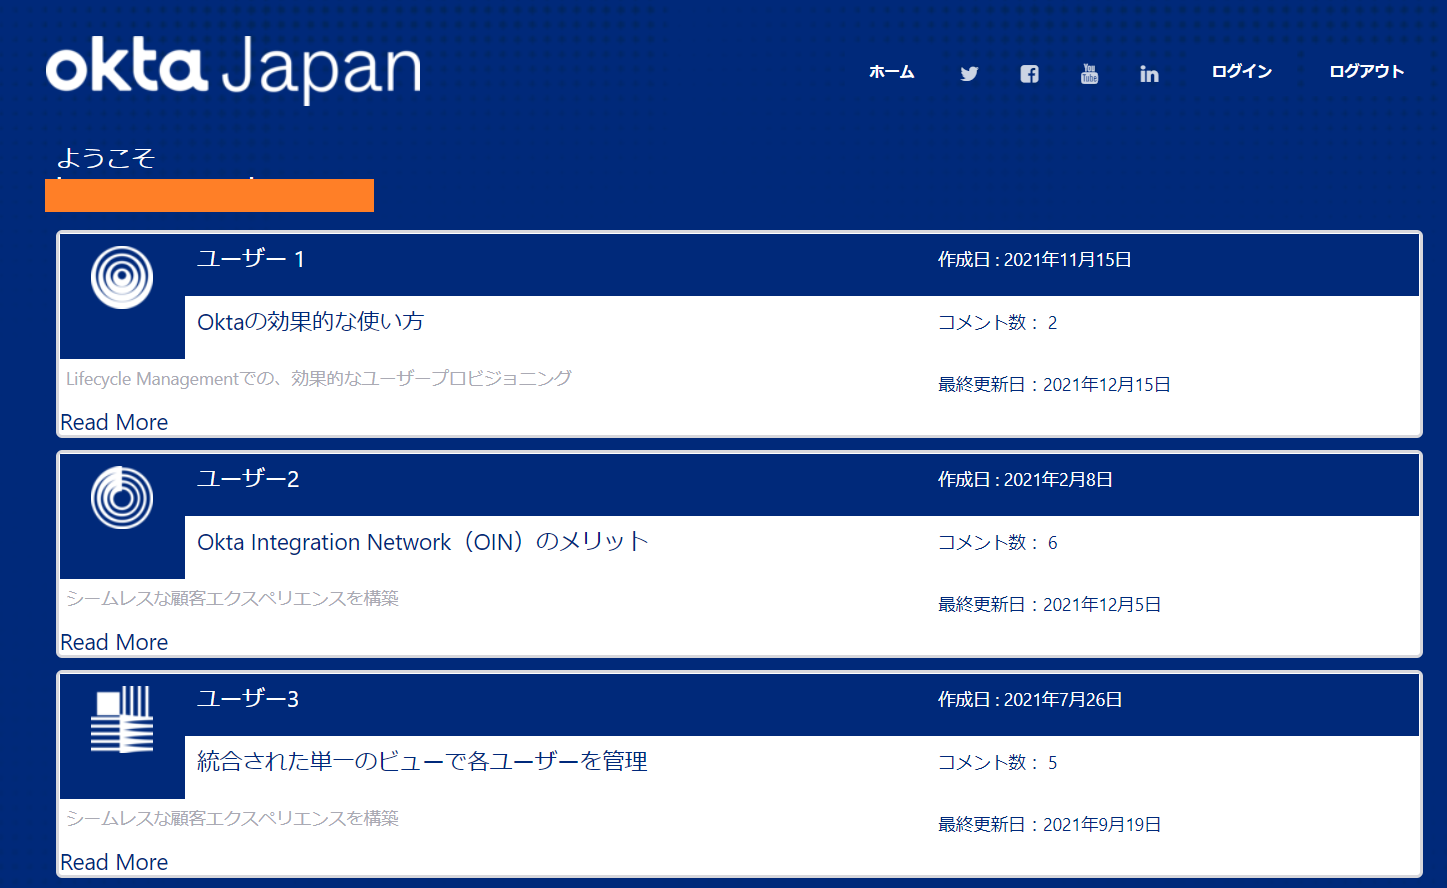 okta Japan
ホーム
You Tube
ログイン
ログアウト
ようこそ
ユーザー 1
作成日 : 2021年11月15日
Oktaの効果的な使い方
コメント数： 2
Lifecycle Managementでの、効果的なユーザープロビジョニング
最終更新日：2021年12月15日
Read More
ユーザー2
作成日 : 2021年2月8日
Okta Integration Network（OIN）のメリット
コメント数： 6
シームレスな顧客エクスペリエンスを構築
最終更新日：2021年12月5日
Read More
ユーザー3
作成日 : 2021年7月26日
統合された単一のビューで各ユーザーを管理
コメント数： 5
シームレスな顧客エクスペリエンスを構築
最終更新日：2021年9月19日
Read More